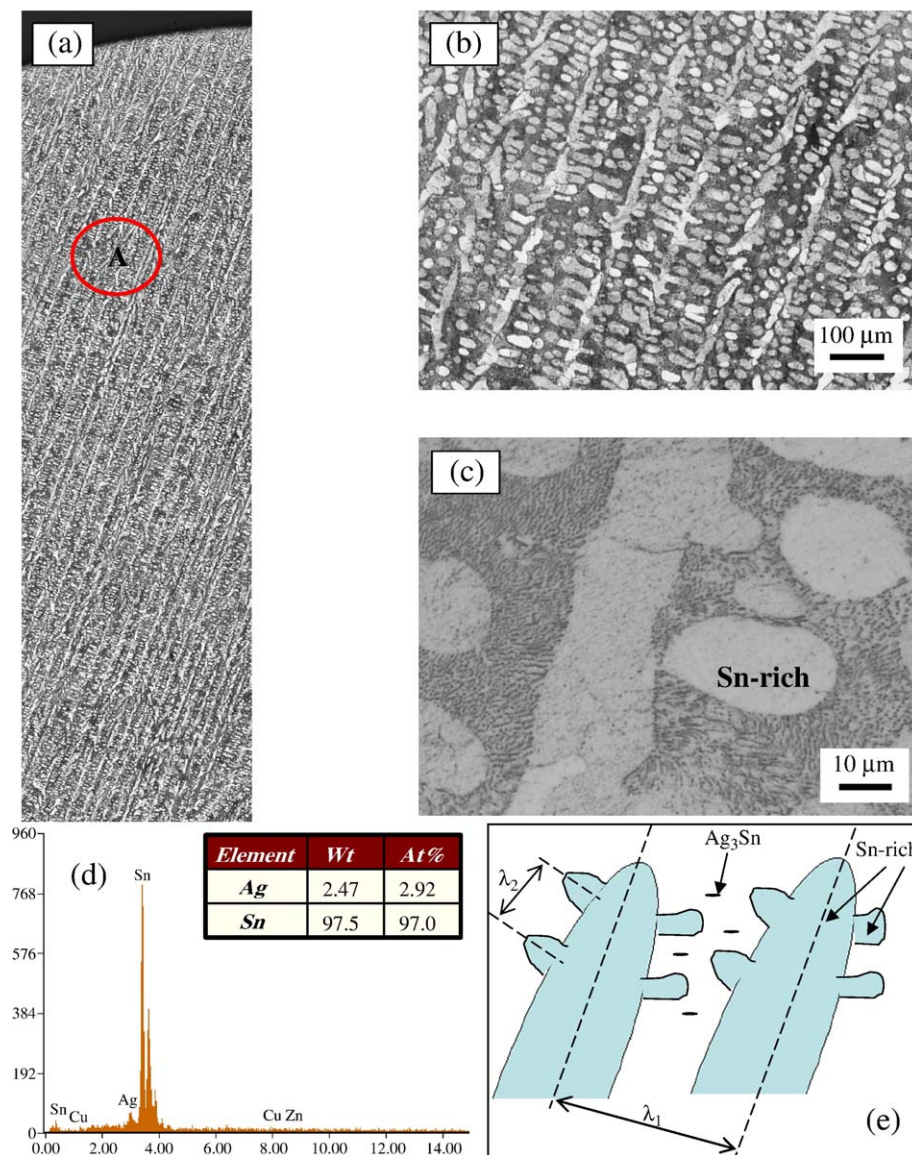 (a)
A
(b)
100 µm
(c)
Sn-rich
10 µm
(d)
960
768
576
384
192
0
Sn
Sn
Cu
Ag
Cu Zn
0.00 2.00 4.00 6.00 8.00 10.00 12.00 14.00
Element Wt At%
Ag 2.47 2.92
Sn 97.5 97.0
Ag₃Sn
Sn-rich
λ₂
λ₁
(e)